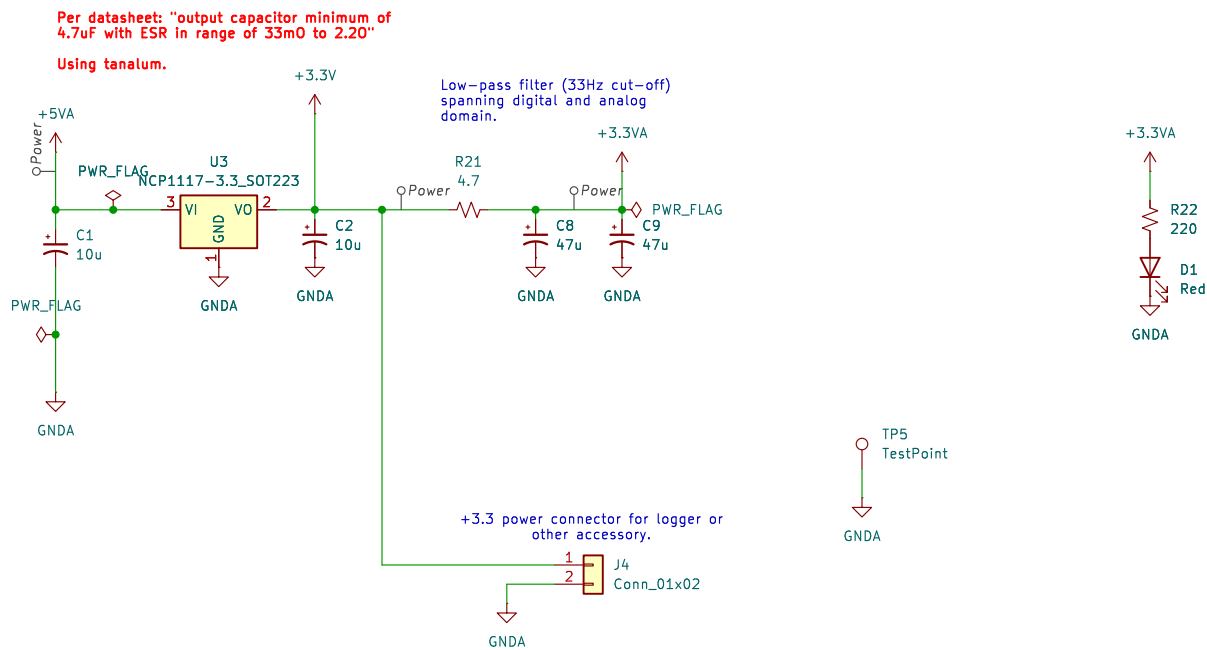 Per datasheet: "output capacitor minimum of
4.7uF with ESR in range of 33mO to 2.2O"
Using tanalum.
+3.3V
Low-pass filter (33Hz cut-off)
spanning digital and analog
domain.
+5VA
Power
PWR_FLAG
U3
NCP1117-3.3_SOT223
3
VI
VO
2
GND
1
GNDA
C1
10u
PWR_FLAG
GNDA
C2
10u
GNDA
Power
R21
4.7
Power
+3.3VA
PWR_FLAG
C8
47u
GNDA
C9
47u
GNDA
+3.3VA
R22
220
D1
Red
GNDA
TP5
TestPoint
GNDA
+3.3 power connector for logger or
other accessory.
1
2
J4
Conn_01x02
GNDA